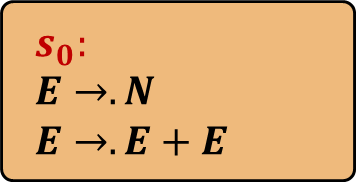 s₀:
E →. N
E →. E + E